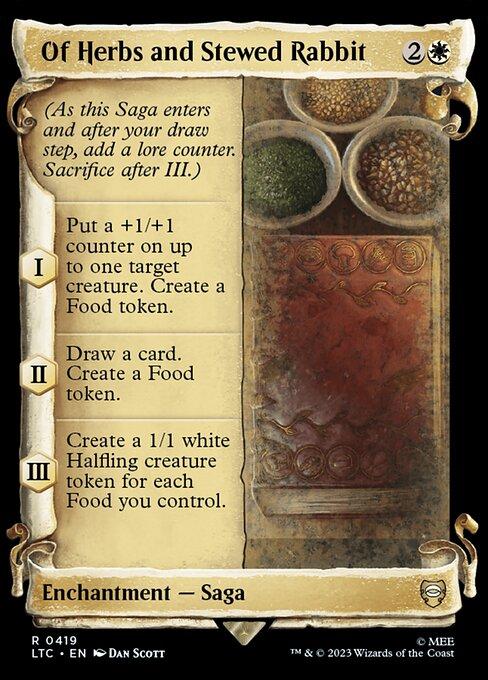 Of Herbs and Stewed Rabbit 2
(As this Saga enters
and after your draw
step, add a lore counter.
Sacrifice after III.)
I
Put a +1/+1
counter on up
to one target
creature. Create a
Food token.
II
Draw a card.
Create a Food
token.
III
Create a 1/1 white
Halfling creature
token for each
Food you control.
Enchantment — Saga
R 0419
LTC • EN Dan Scott
© MEE
™ & © 2023 Wizards of the Coast